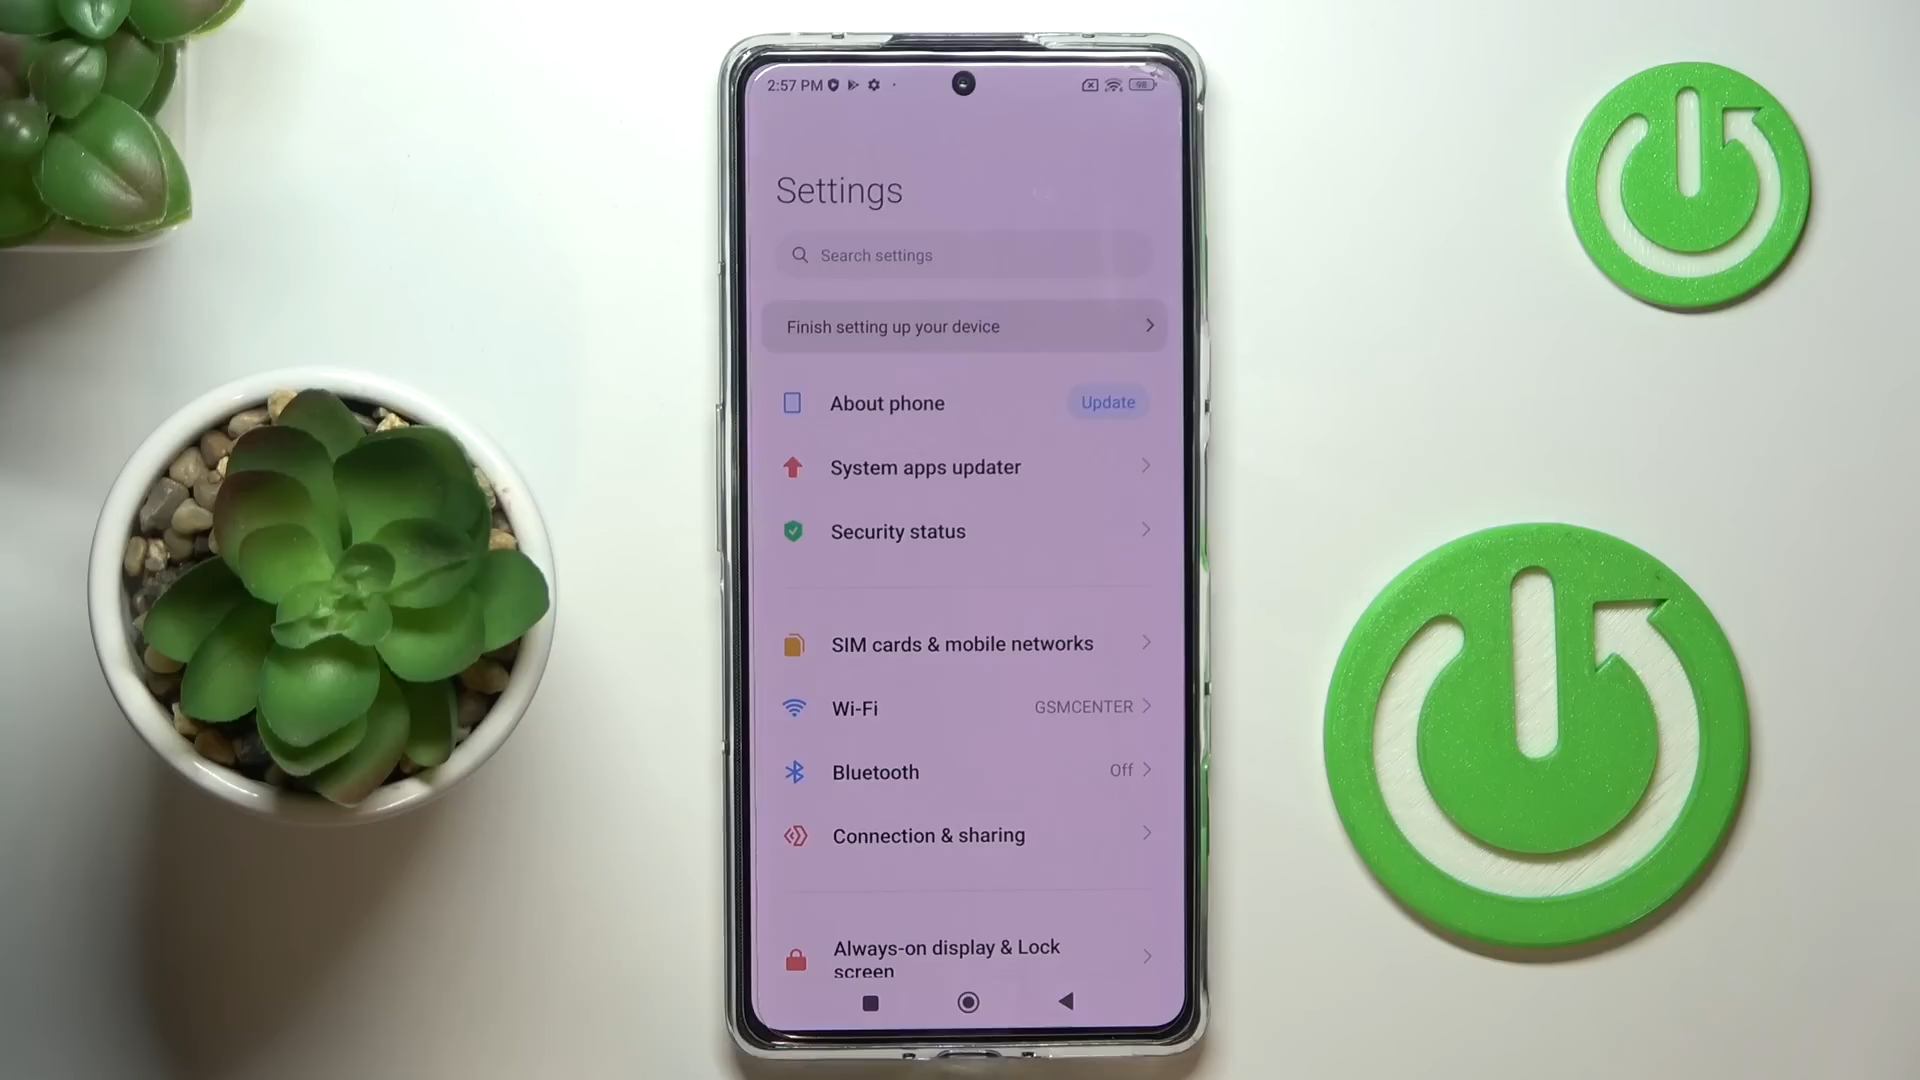 2:57 PM
98
Settings
Search settings
Finish setting up your device
About phone
Update
System apps updater
Security status
SIM cards & mobile networks
Wi-Fi
GSMCENTER
Bluetooth
Off
Connection & sharing
Always-on display & Lock
screen